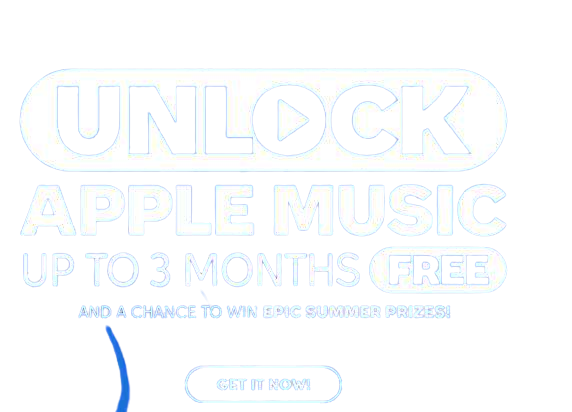 UNLOCK
APPLE MUSIC
UP TO 3 MONTHS FREE
AND A CHANCE TO WIN EPIC SUMMER PRIZES!
GET IT NOW!